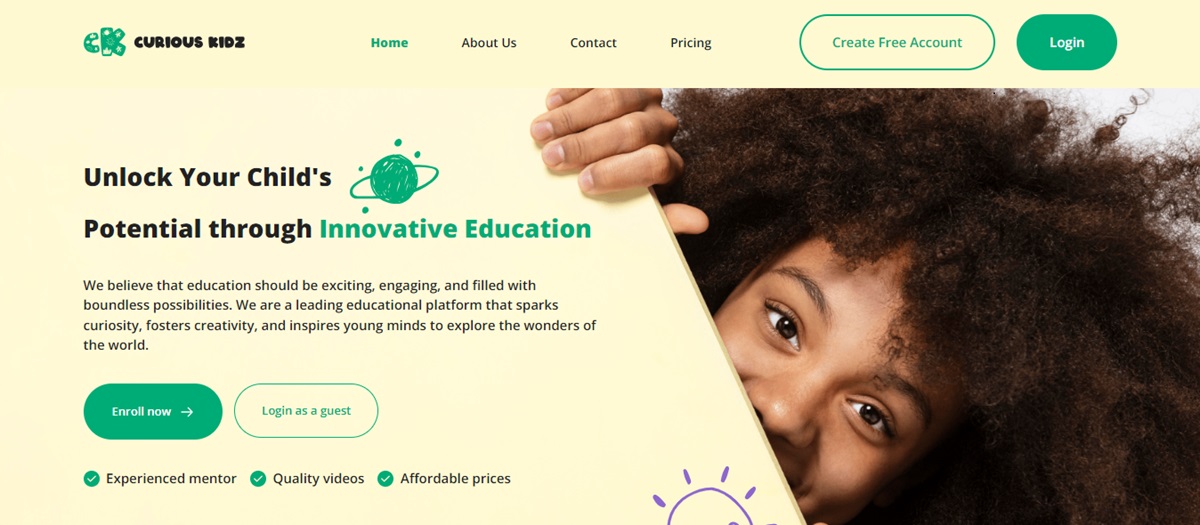 CK CURIOUS KIDZ
Home
About Us
Contact
Pricing
Create Free Account
Login
Unlock Your Child's
Potential through Innovative Education
We believe that education should be exciting, engaging, and filled with
boundless possibilities. We are a leading educational platform that sparks
curiosity, fosters creativity, and inspires young minds to explore the wonders of
the world.
Enroll now →
Login as a guest
Experienced mentor
Quality videos
Affordable prices